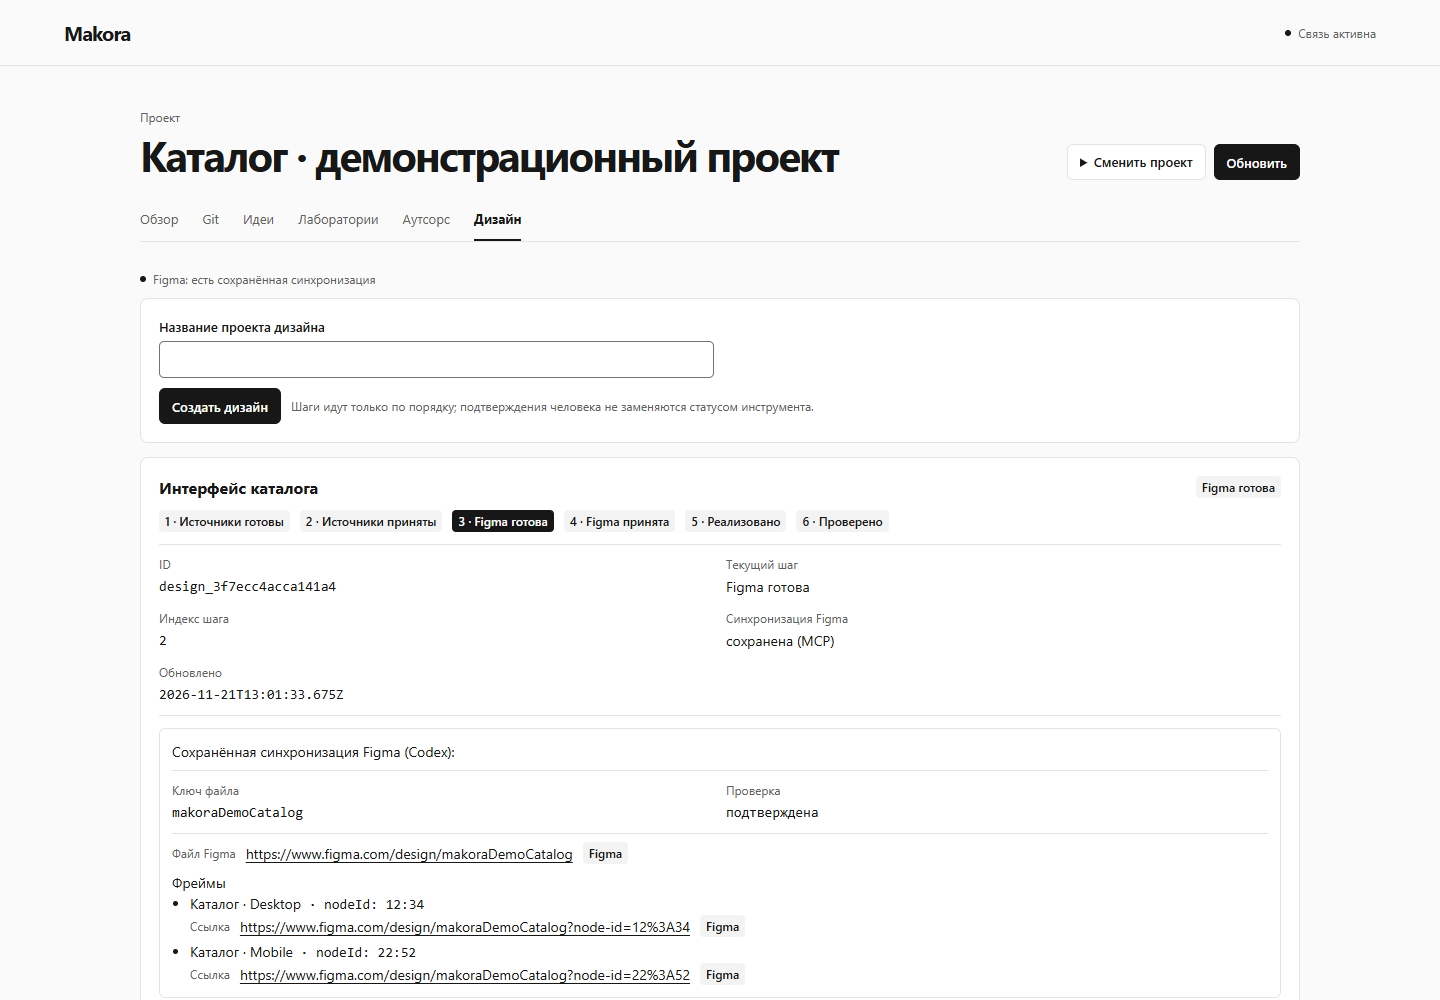 Makora
Связь активна
Проект
Каталог · демонстрационный проект
Сменить проект
Обновить
Обзор Git Идеи Лаборатории Аутсорс Дизайн
Figma: есть сохранённая синхронизация
Название проекта дизайна
Создать дизайн
Шаги идут только по порядку; подтверждения человека не заменяются статусом инструмента.
Интерфейс каталога
Figma готова
1 · Источники готовы 2 · Источники приняты 3 · Figma готова 4 · Figma принята 5 · Реализовано 6 · Проверено
ID
design_3f7ecc4acca141a4
Текущий шаг
Figma готова
Индекс шага
2
Синхронизация Figma
сохранена (MCP)
Обновлено
2026-11-21T13:01:33.675Z
Сохранённая синхронизация Figma (Codex):
Ключ файла
makoraDemoCatalog
Проверка
подтверждена
Файл Figma https://www.figma.com/design/makoraDemoCatalog Figma
Фреймы
Каталог · Desktop · nodeId: 12:34
Ссылка https://www.figma.com/design/makoraDemoCatalog?node-id=12%3A34 Figma
Каталог · Mobile · nodeId: 22:52
Ссылка https://www.figma.com/design/makoraDemoCatalog?node-id=22%3A52 Figma